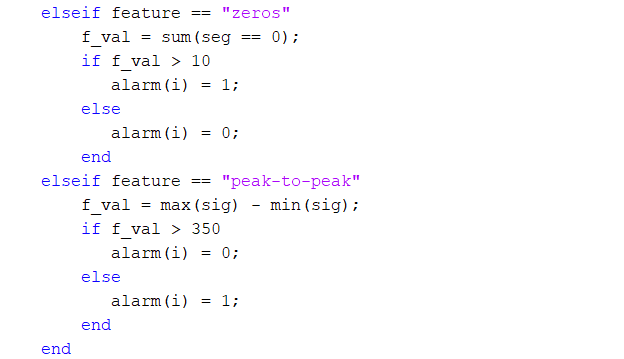 elseif feature == "zeros"
    f_val = sum(seg == 0);
    if f_val > 10
       alarm(i) = 1;
    else
       alarm(i) = 0;
    end
elseif feature == "peak-to-peak"
    f_val = max(sig) - min(sig);
    if f_val > 350
       alarm(i) = 0;
    else
       alarm(i) = 1;
    end
end